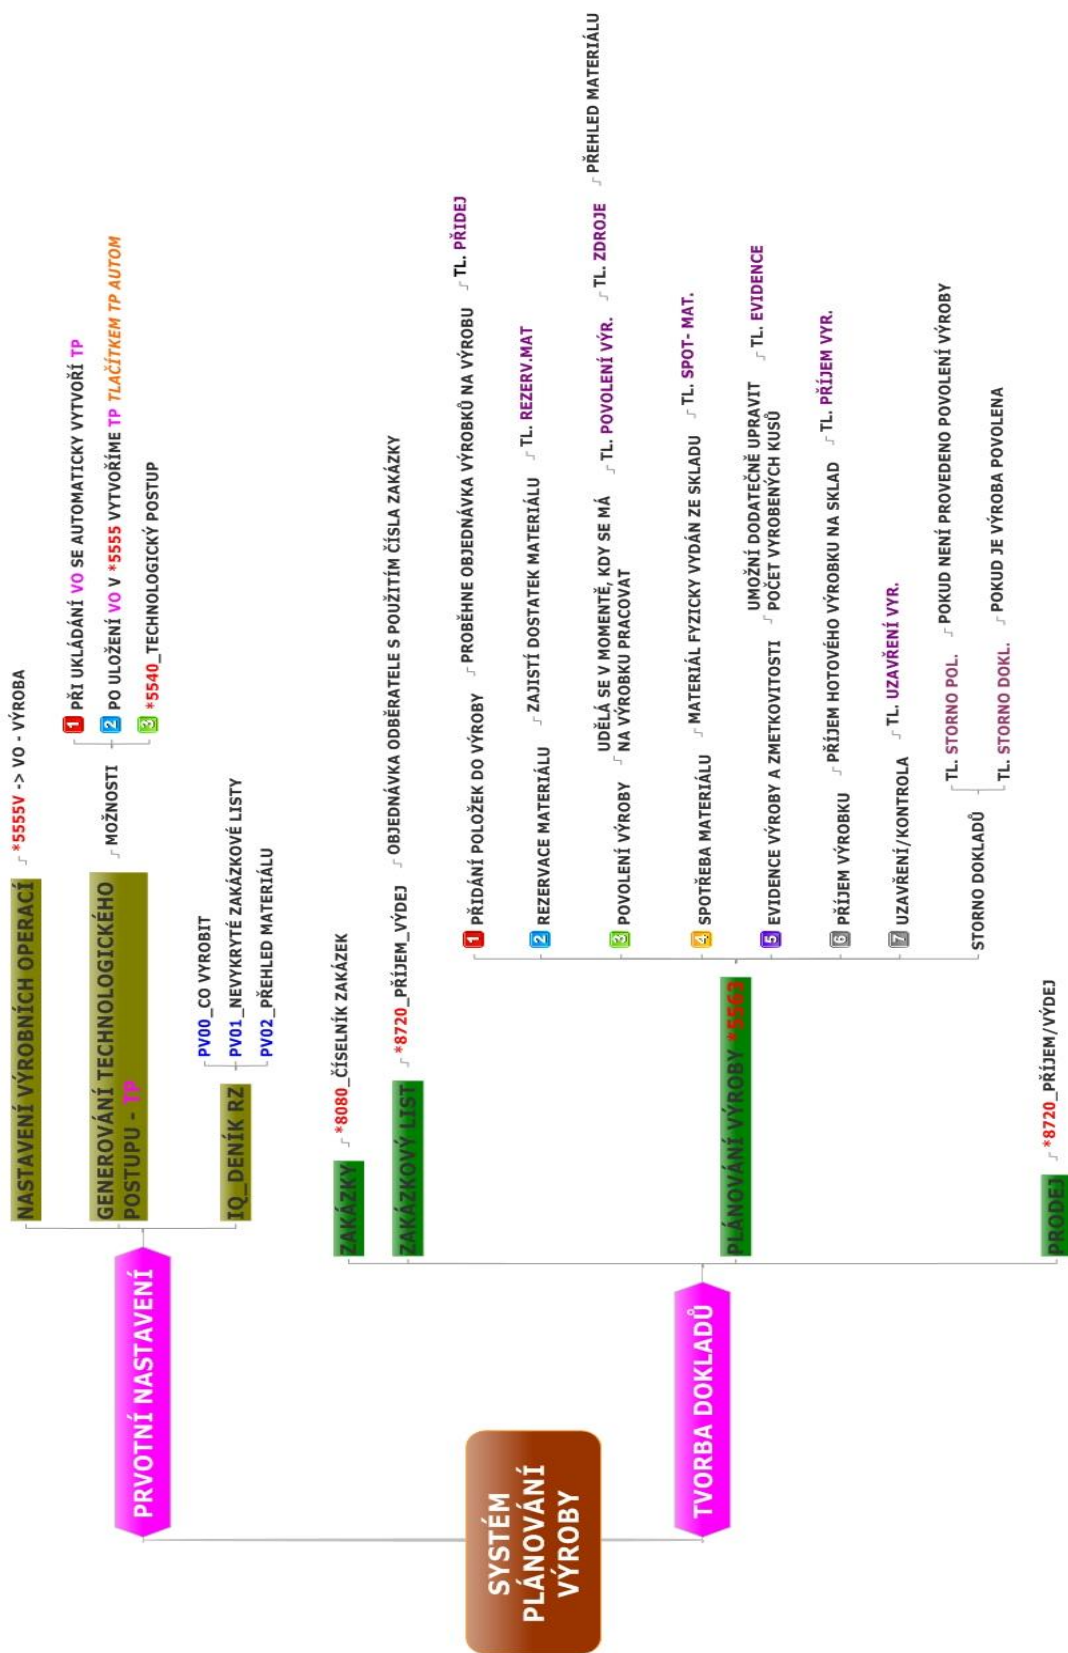 SYSTÉM
PLÁNOVÁNÍ
VÝROBY
PRVOTNÍ NASTAVENÍ
NASTAVENÍ VÝROBNÍCH OPERACÍ
*5555V -> VO - VÝROBA
GENEROVÁNÍ TECHNOLOGICKÉHO
POSTUPU - TP
MOŽNOSTI
1 PŘI UKLÁDÁNÍ VO SE AUTOMATICKY VYTVOŘÍ TP
2 PO ULOŽENÍ VO V *5555 VYTVOŘÍME TP TLAČÍTKEM TP AUTOM
3 *5540_TECHNOLOGICKÝ POSTUP
IQ_DENÍK RZ
PV00_CO VYROBIT
PV01_NEVYKRYTÉ ZAKÁZKOVÉ LISTY
PV02_PŘEHLED MATERIÁLU
TVORBA DOKLADŮ
ZAKÁZKY
*8080_ČÍSELNÍK ZAKÁZEK
ZAKÁZKOVÝ LIST
*8720_PŘÍJEM_VÝDEJ
OBJEDNÁVKA ODBĚRATELE S POUŽITÍM ČÍSLA ZAKÁZKY
PLÁNOVÁNÍ VÝROBY *5563
1 PŘIDÁNÍ POLOŽEK DO VÝROBY
PROBĚHNE OBJEDNÁVKA VÝROBKŮ NA VÝROBU
TL. PŘIDEJ
2 REZERVACE MATERIÁLU
ZAJISTÍ DOSTATEK MATERIÁLU
TL. REZERV.MAT
3 POVOLENÍ VÝROBY
UDĚLÁ SE V MOMENTĚ, KDY SE MÁ
NA VÝROBKU PRACOVAT
TL. POVOLENÍ VÝR.
TL. ZDROJE
PŘEHLED MATERIÁLU
4 SPOTŘEBA MATERIÁLU
MATERIÁL FYZICKY VYDÁN ZE SKLADU
TL. SPOT- MAT.
5 EVIDENCE VÝROBY A ZMETKOVITOSTI
UMOŽNÍ DODATEČNĚ UPRAVIT
POČET VYROBENÝCH KUSŮ
TL. EVIDENCE
6 PŘÍJEM VÝROBKU
PŘÍJEM HOTOVÉHO VÝROBKU NA SKLAD
TL. PŘÍJEM VYR.
7 UZAVŘENÍ/KONTROLA
TL. UZAVŘENÍ VYR.
STORNO DOKLADŮ
TL. STORNO POL.
POKUD NENÍ PROVEDENO POVOLENÍ VÝROBY
TL. STORNO DOKL.
POKUD JE VÝROBA POVOLENA
PRODEJ
*8720_PŘÍJEM/VÝDEJ